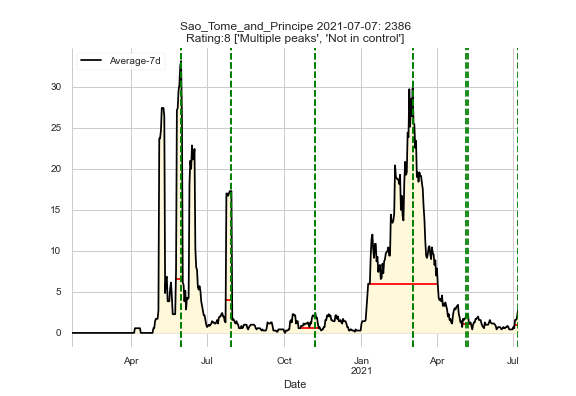 Sao_Tome_and_Principe 2021-07-07: 2386
Rating:8 ['Multiple peaks', 'Not in control']
Average-7d
30
25
20
15
10
5
0
Apr Jul Oct Jan Apr Jul
2021
Date